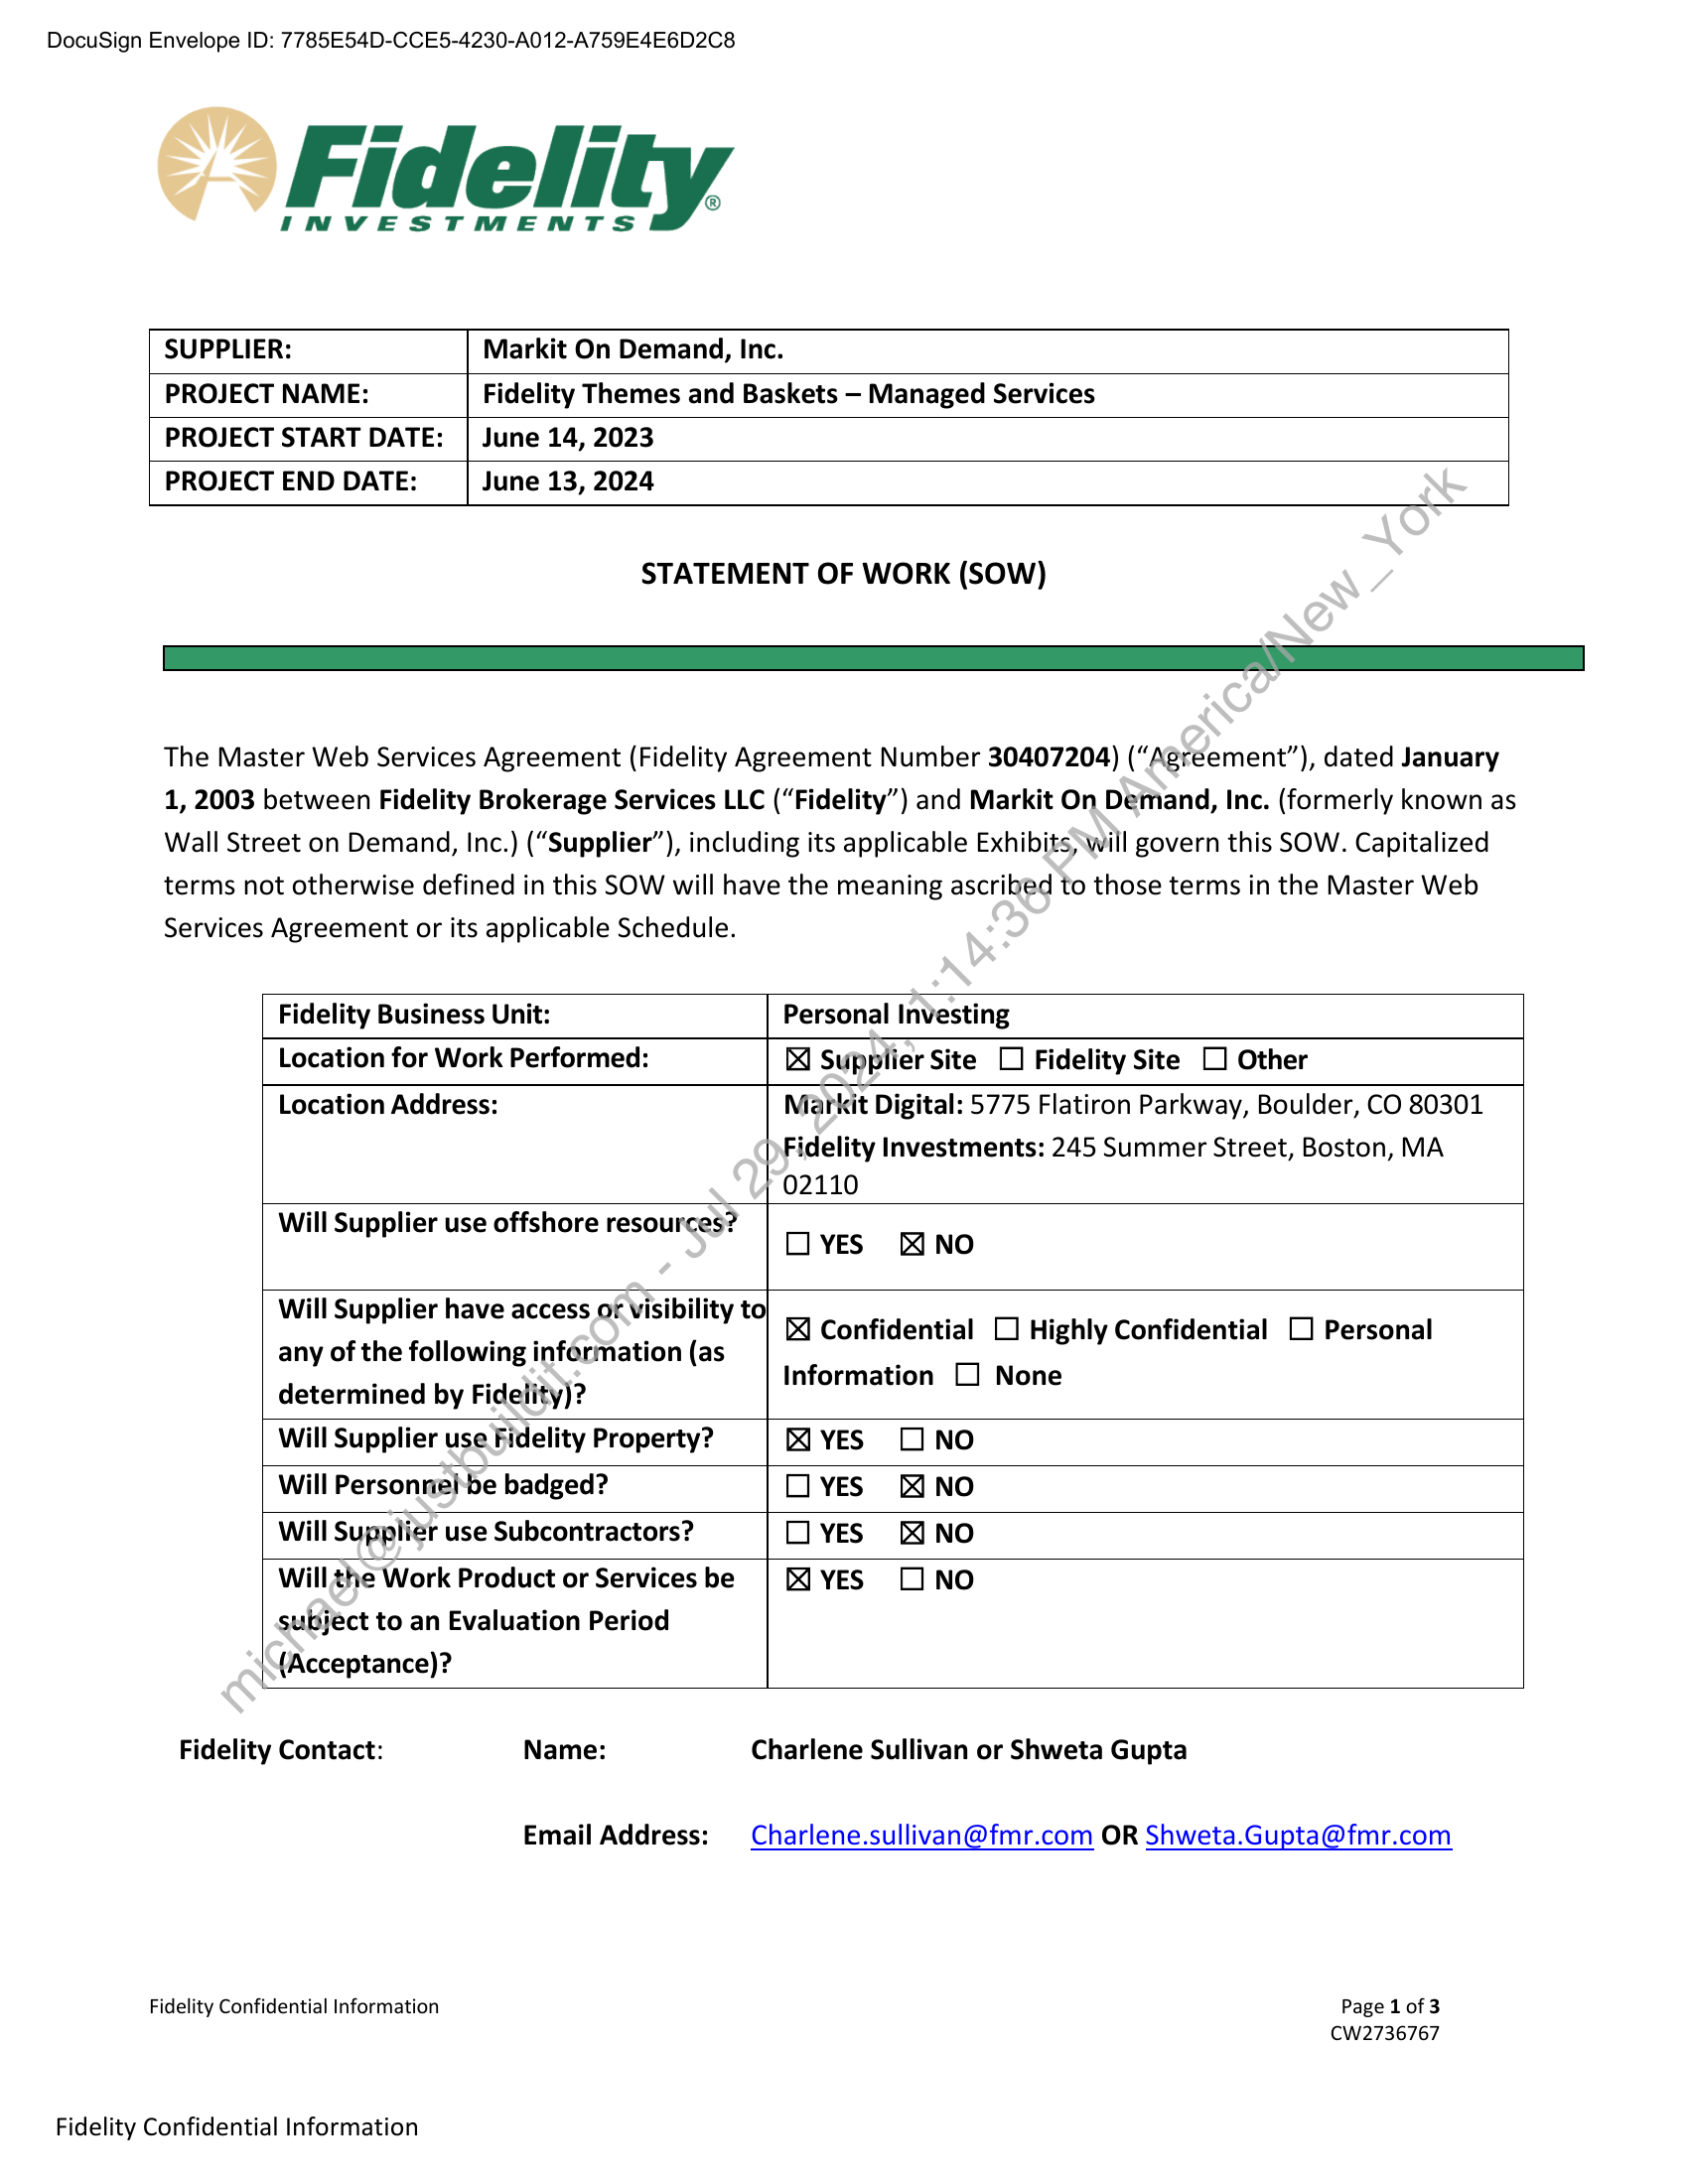 DocuSign Envelope ID: 7785E54D-CCE5-4230-A012-A759E4E6D2C8
Fidelity
INVESTMENTS®
SUPPLIER: Markit On Demand, Inc.
PROJECT NAME: Fidelity Themes and Baskets – Managed Services
PROJECT START DATE: June 14, 2023
PROJECT END DATE: June 13, 2024
STATEMENT OF WORK (SOW)
The Master Web Services Agreement (Fidelity Agreement Number 30407204) (“Agreement”), dated January
1, 2003 between Fidelity Brokerage Services LLC (“Fidelity”) and Markit On Demand, Inc. (formerly known as
Wall Street on Demand, Inc.) (“Supplier”), including its applicable Exhibits, will govern this SOW. Capitalized
terms not otherwise defined in this SOW will have the meaning ascribed to those terms in the Master Web
Services Agreement or its applicable Schedule.
Fidelity Business Unit: Personal Investing
Location for Work Performed: ☒ Supplier Site ☐ Fidelity Site ☐ Other
Location Address: Markit Digital: 5775 Flatiron Parkway, Boulder, CO 80301
Fidelity Investments: 245 Summer Street, Boston, MA
02110
Will Supplier use offshore resources? ☐ YES ☒ NO
Will Supplier have access or visibility to
any of the following information (as
determined by Fidelity)?
☒ Confidential ☐ Highly Confidential ☐ Personal
Information ☐ None
Will Supplier use Fidelity Property? ☒ YES ☐ NO
Will Personnel be badged? ☐ YES ☒ NO
Will Supplier use Subcontractors? ☐ YES ☒ NO
Will the Work Product or Services be ☒ YES ☐ NO
subject to an Evaluation Period
(Acceptance)?
Fidelity Contact: Name: Charlene Sullivan or Shweta Gupta
Email Address: Charlene.sullivan@fmr.com OR Shweta.Gupta@fmr.com
michael@justbuildit.com - Jul 29, 2024, 1:14:36 PM America/New_York
Fidelity Confidential Information Page 1 of 3
CW2736767
Fidelity Confidential Information